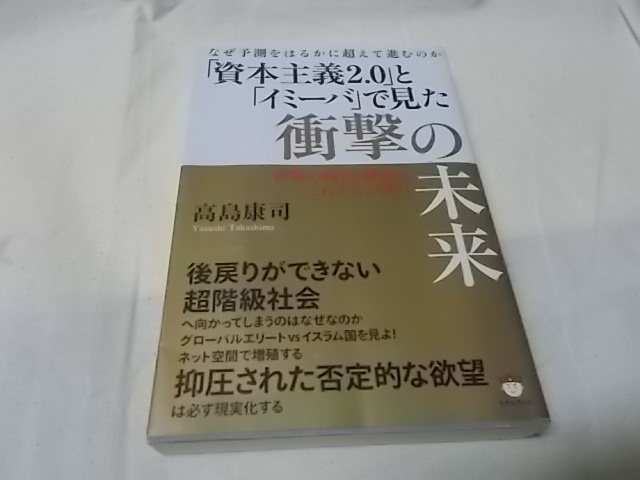 なぜ予測をはるかに超えて進むのか
「資本主義2.0」と
「イミーバ」で見た
衝撃の未来
高島康司
Yasushi Takashima
後戻りができない
超階級社会
へ向かってしまうのはなぜなのか
グローバルエリートvsイスラム国を見よ!
ネット空間で増殖する
抑圧された否定的な欲望
は必ず現実化する